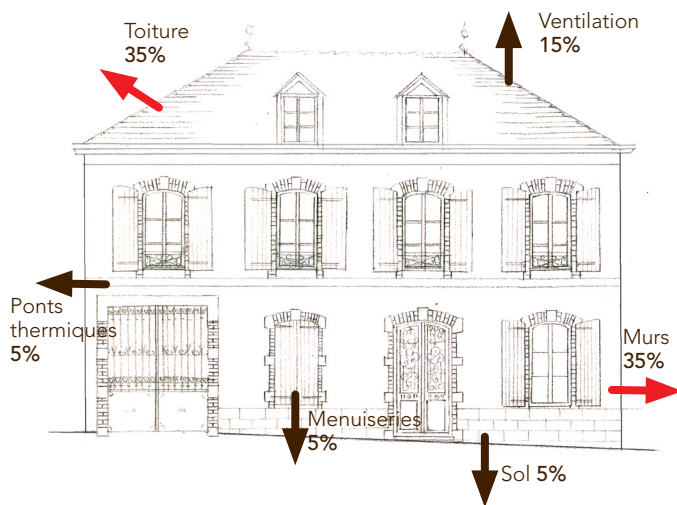 Toiture
35%
Ventilation
15%
Ponts
thermiques
5%
Murs
35%
Menuiseries
5%
Sol 5%